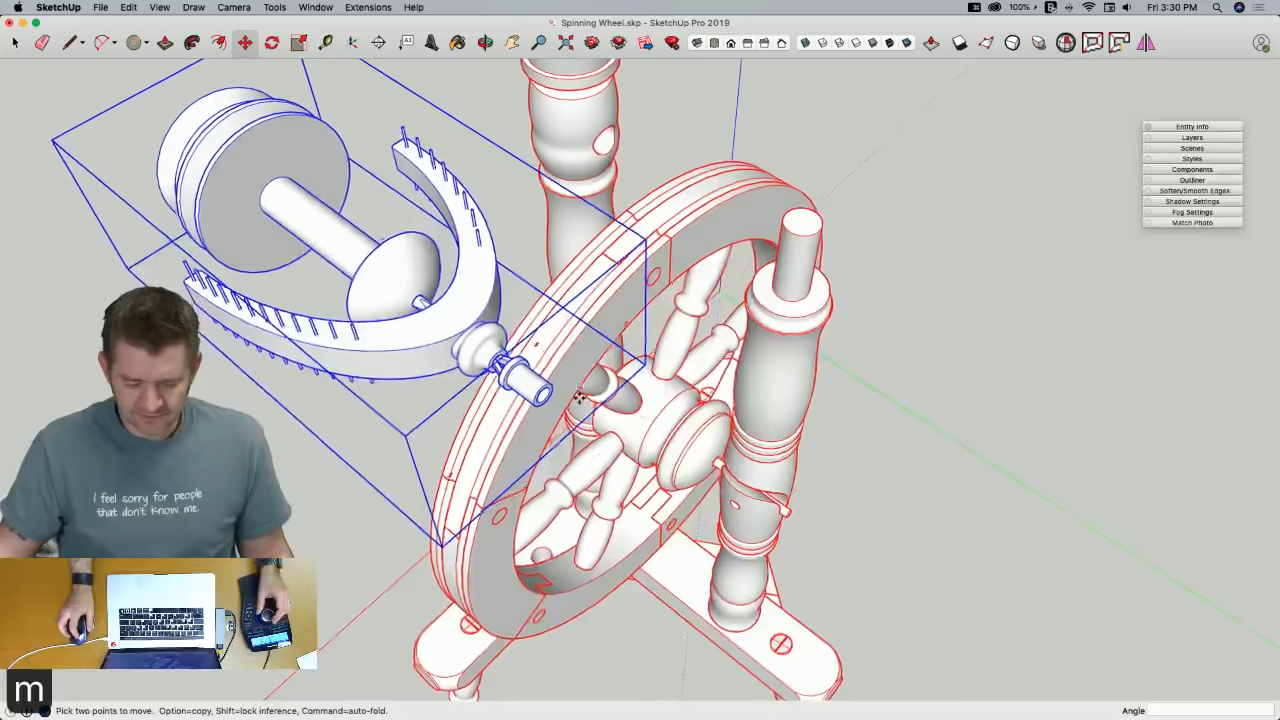 SketchUp File Edit View Draw Camera Tools Window Extensions Help
100% Fri 3:30 PM
Spinning Wheel.skp - SketchUp Pro 2019
Entity Info
Layers
Scenes
Styles
Components
Outliner
Soften/Smooth Edges
Shadow Settings
Fog Settings
Match Photo
I feel sorry for people
that don't know me.
m
Pick two points to move. Option=copy, Shift=lock inference, Command=auto-fold.
Angle